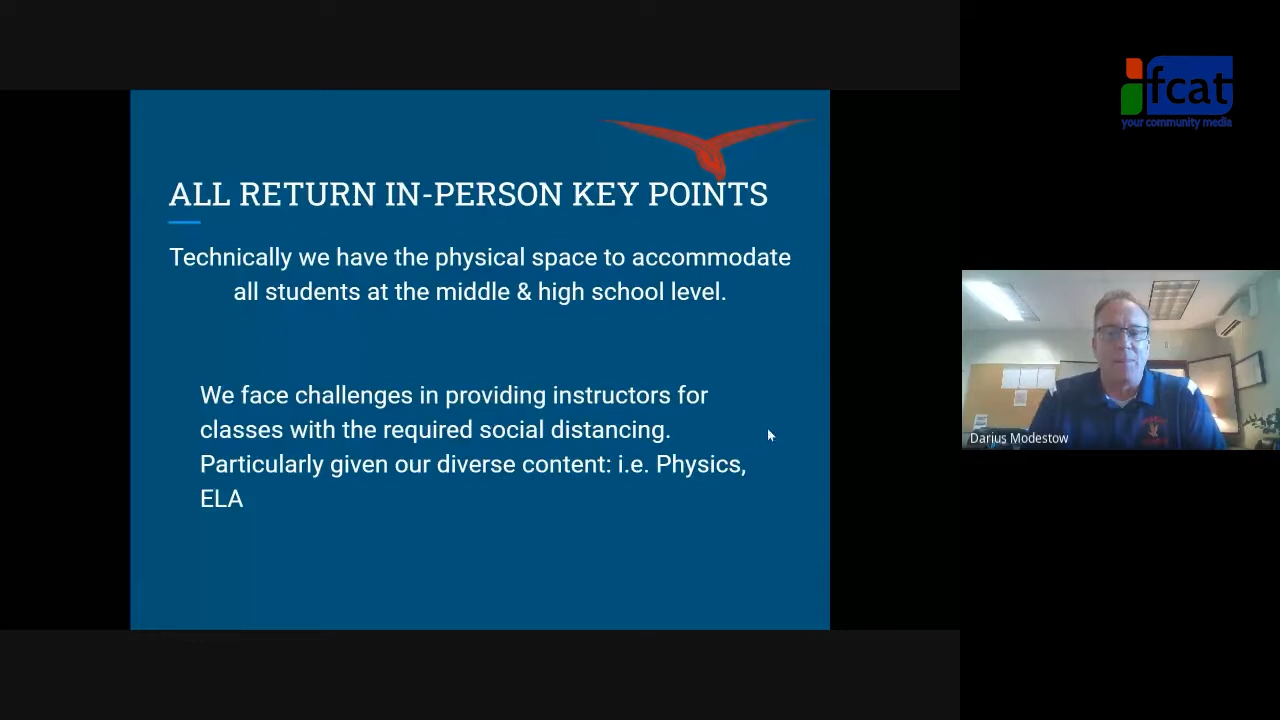 ALL RETURN IN-PERSON KEY POINTS
Technically we have the physical space to accommodate
all students at the middle & high school level.
We face challenges in providing instructors for
classes with the required social distancing.
Particularly given our diverse content: i.e. Physics,
ELA
fcat
your community media
Darius Modestow